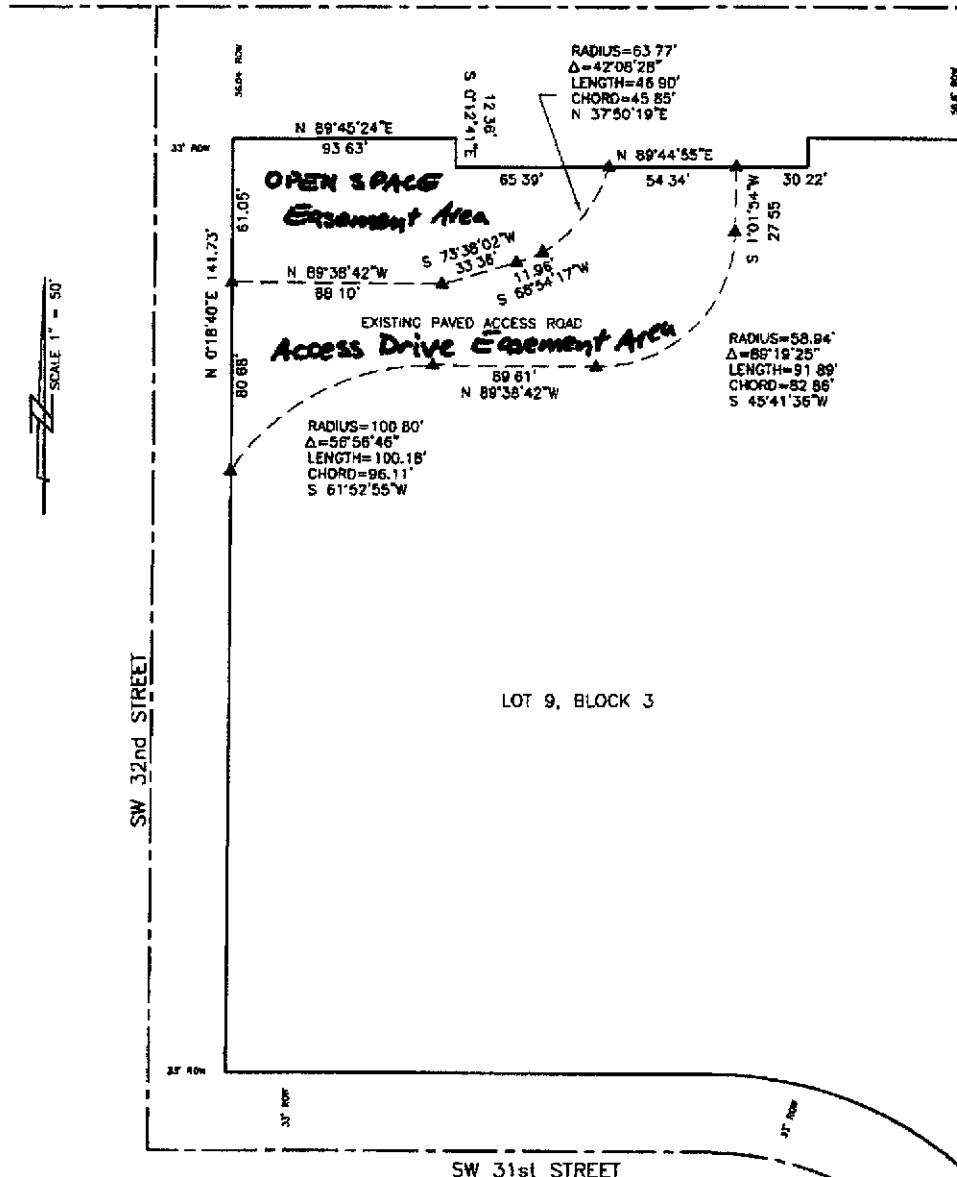 36.04 ROW
33' ROW
N 89°45'24"E
93 63'
S 0°12'41"E
12 36'
RADIUS=63 77'
Δ=42°08'28"
LENGTH=46 90'
CHORD=45 85'
N 37°50'19"E
N 89°44'55"E
65 39'
54 34'
30.22'
OPEN SPACE
Easement Area
N 0°18'40"E 141.73'
61.05'
80 68'
S 73°38'02"W
33 36'
11.96'
S 68°54'17"W
S 1°01'54"W
27 55
N 89°38'42"W
88 10'
EXISTING PAVED ACCESS ROAD
Access Drive Easement Area
69 61'
N 89°38'42"W
RADIUS=58.94'
Δ=89°19'25"
LENGTH=91 89'
CHORD=82 86'
S 45°41'36"W
RADIUS=100 80'
Δ=56°56'46"
LENGTH=100.18'
CHORD=96.11'
S 61°52'55"W
SCALE 1" = 50'
SW 32nd STREET
LOT 9, BLOCK 3
33' ROW
33' ROW
33' ROW
SW 31st STREET